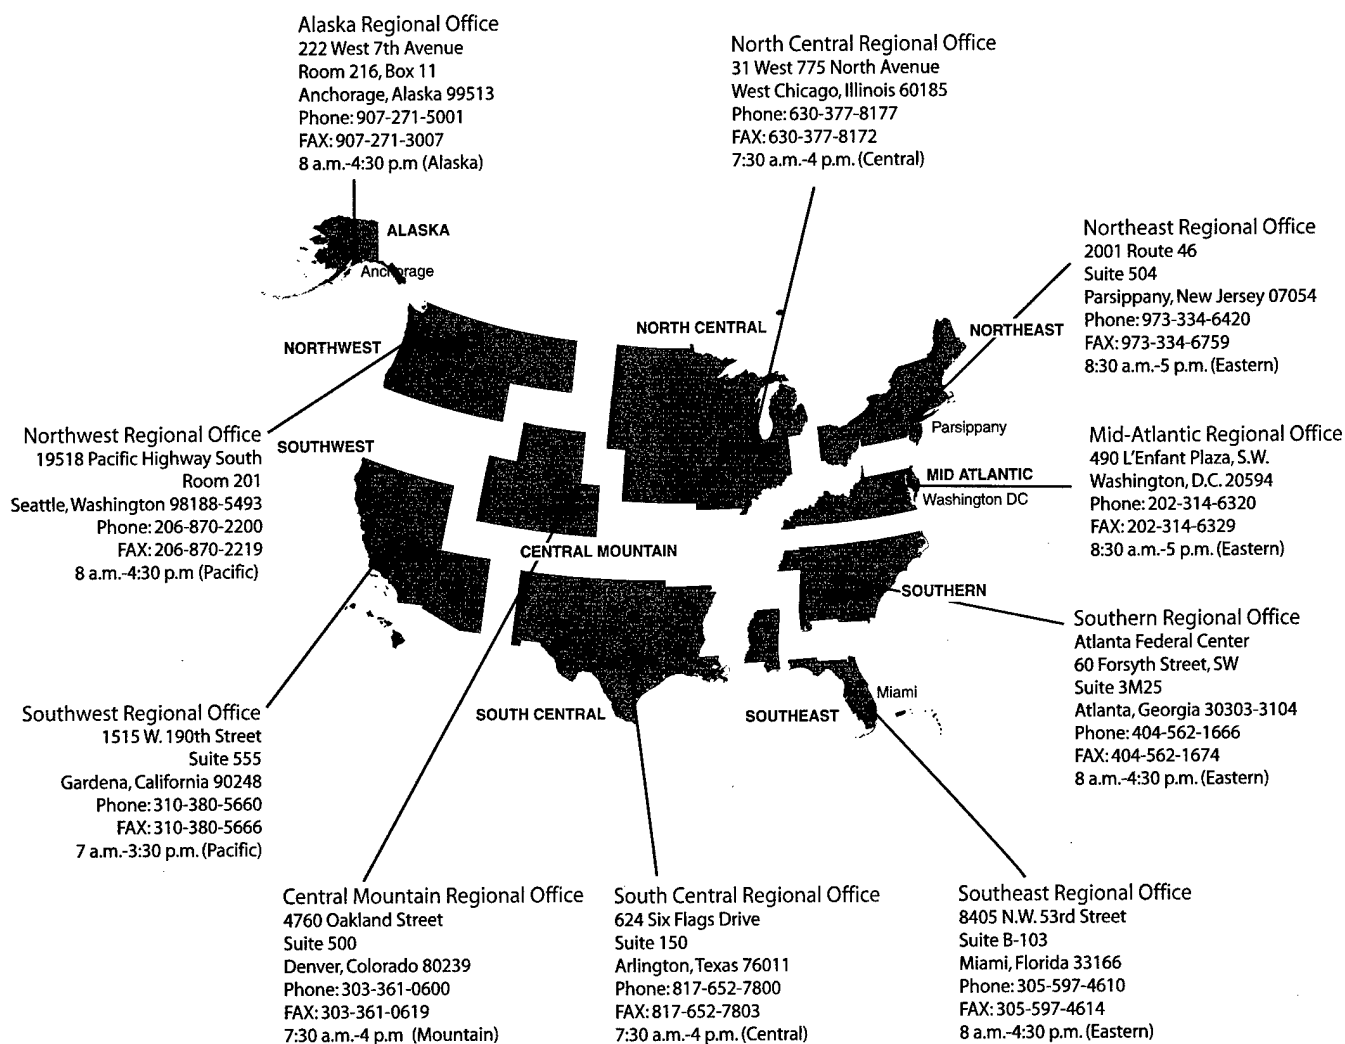 Alaska Regional Office
222 West 7th Avenue
Room 216, Box 11
Anchorage, Alaska 99513
Phone: 907-271-5001
FAX: 907-271-3007
8 a.m.-4:30 p.m (Alaska)
North Central Regional Office
31 West 775 North Avenue
West Chicago, Illinois 60185
Phone: 630-377-8177
FAX: 630-377-8172
7:30 a.m.-4 p.m. (Central)
Northeast Regional Office
2001 Route 46
Suite 504
Parsippany, New Jersey 07054
Phone: 973-334-6420
FAX: 973-334-6759
8:30 a.m.-5 p.m. (Eastern)
ALASKA
Anchorage
NORTHWEST
NORTH CENTRAL
NORTHEAST
Parsippany
Northwest Regional Office
19518 Pacific Highway South
Room 201
Seattle, Washington 98188-5493
Phone: 206-870-2200
FAX: 206-870-2219
8 a.m.-4:30 p.m (Pacific)
SOUTHWEST
MID ATLANTIC
Washington DC
Mid-Atlantic Regional Office
490 L'Enfant Plaza, S.W.
Washington, D.C. 20594
Phone: 202-314-6320
FAX: 202-314-6329
8:30 a.m.-5 p.m. (Eastern)
CENTRAL MOUNTAIN
SOUTHERN
Southern Regional Office
Atlanta Federal Center
60 Forsyth Street, SW
Suite 3M25
Atlanta, Georgia 30303-3104
Phone: 404-562-1666
FAX: 404-562-1674
8 a.m.-4:30 p.m. (Eastern)
Southwest Regional Office
1515 W. 190th Street
Suite 555
Gardena, California 90248
Phone: 310-380-5660
FAX: 310-380-5666
7 a.m.-3:30 p.m. (Pacific)
SOUTH CENTRAL
SOUTHEAST
Miami
Central Mountain Regional Office
4760 Oakland Street
Suite 500
Denver, Colorado 80239
Phone: 303-361-0600
FAX: 303-361-0619
7:30 a.m.-4 p.m (Mountain)
South Central Regional Office
624 Six Flags Drive
Suite 150
Arlington, Texas 76011
Phone: 817-652-7800
FAX: 817-652-7803
7:30 a.m.-4 p.m. (Central)
Southeast Regional Office
8405 N.W. 53rd Street
Suite B-103
Miami, Florida 33166
Phone: 305-597-4610
FAX: 305-597-4614
8 a.m.-4:30 p.m. (Eastern)